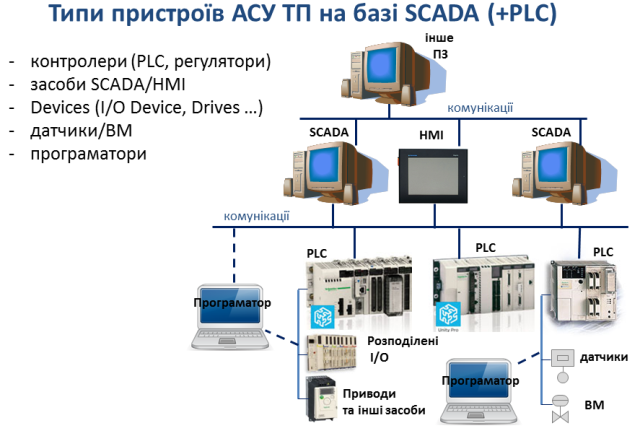 Типи пристроїв АСУ ТП на базі SCADA (+PLC)
- контролери (PLC, регулятори)
- засоби SCADA/HMI
- Devices (I/O Device, Drives ...)
- датчики/ВМ
- програматори
інше
ПЗ
комунікації
SCADA
HMI
SCADA
комунікації
PLC
PLC
PLC
Програматор
Unity Pro
Розподілені
I/O
Програматор
датчики
Приводи
та інші засоби
ВМ